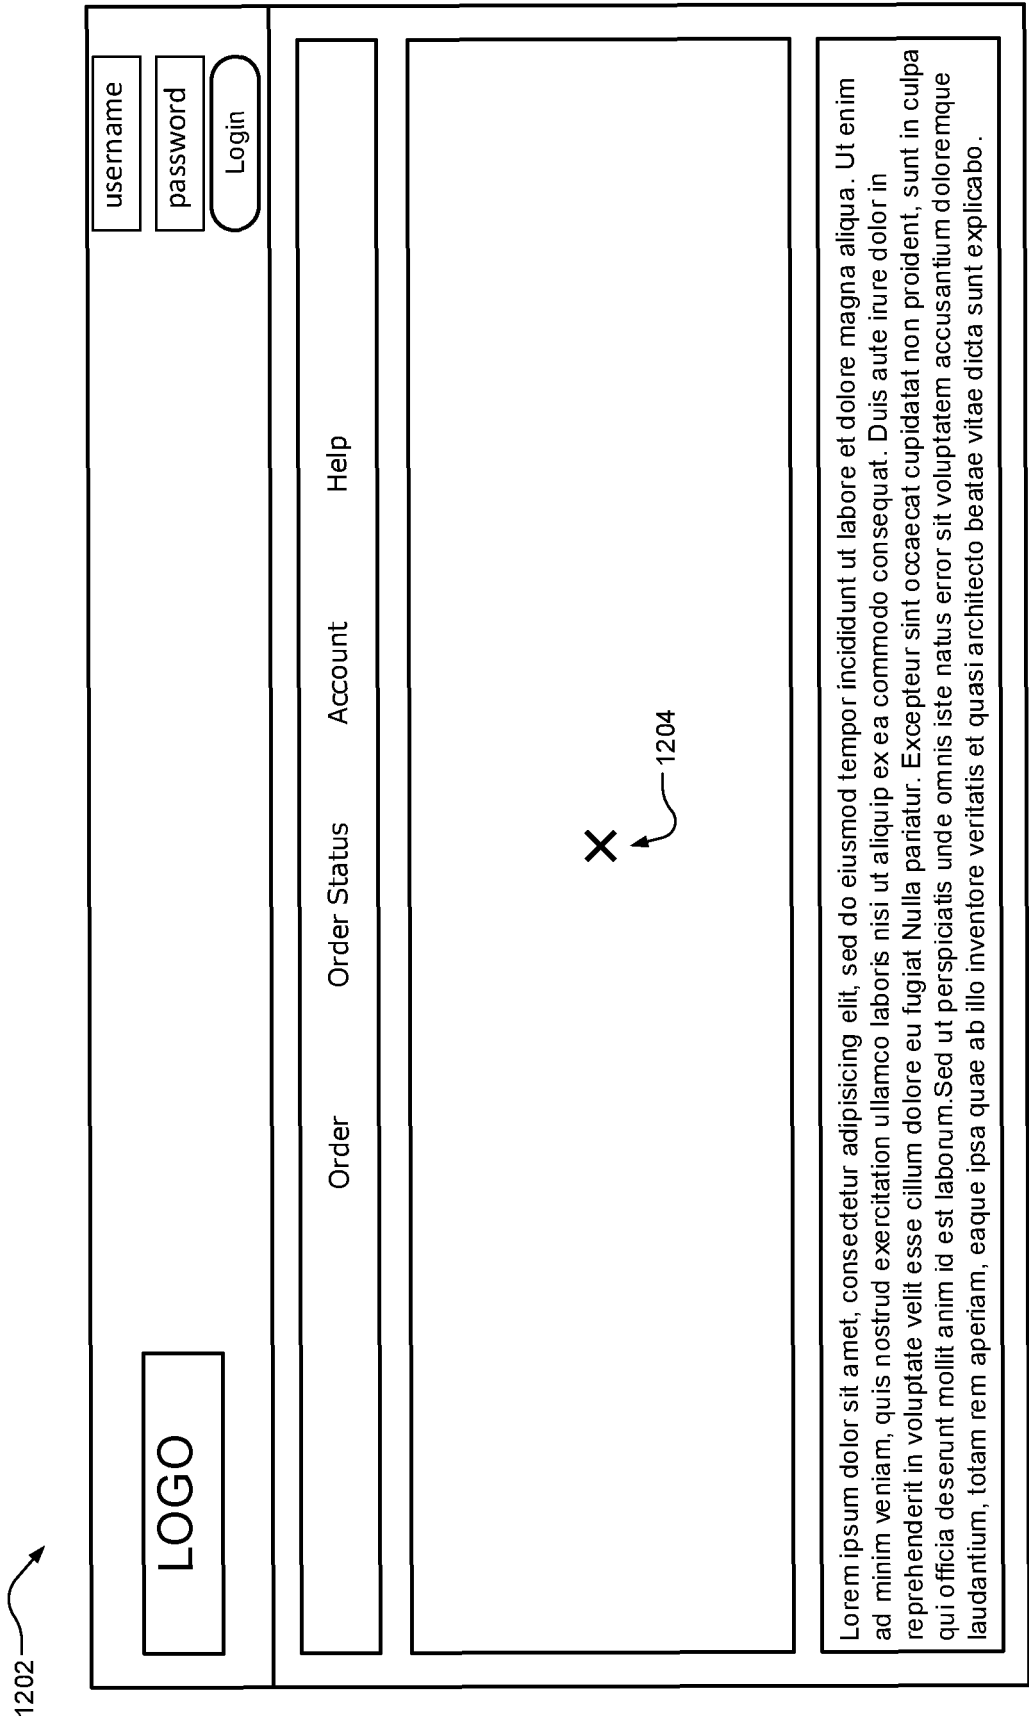 1202
LOGO
username
password
Login
Order Order Status Account Help
1204
Lorem ipsum dolor sit amet, consectetur adipisicing elit, sed do eiusmod tempor incididunt ut labore et dolore magna aliqua. Ut enim
ad minim veniam, quis nostrud exercitation ullamco laboris nisi ut aliquip ex ea commodo consequat. Duis aute irure dolor in
reprehenderit in voluptate velit esse cillum dolore eu fugiat Nulla pariatur. Excepteur sint occaecat cupidatat non proident, sunt in culpa
qui officia deserunt mollit anim id est laborum.Sed ut perspiciatis unde omnis iste natus error sit voluptatem accusantium doloremque
laudantium, totam rem aperiam, eaque ipsa quae ab illo inventore veritatis et quasi architecto beatae vitae dicta sunt explicabo.